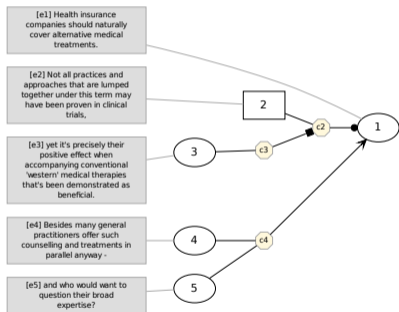 [e1] Health insurance
companies should naturally
cover alternative medical
treatments.
[e2] Not all practices and
approaches that are lumped
together under this term may
have been proven in clinical
trials,
[e3] yet it's precisely their
positive effect when
accompanying conventional
'western' medical therapies
that's been demonstrated as
beneficial.
[e4] Besides many general
practitioners offer such
counselling and treatments in
parallel anyway -
[e5] and who would want to
question their broad
expertise?
2
c2
1
3
c3
4
c4
5